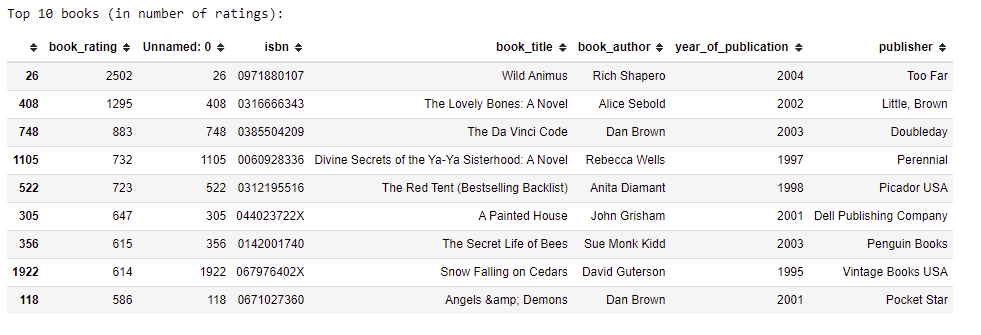 Top 10 books (in number of ratings):
book_rating Unnamed: 0 isbn book_title book_author year_of_publication publisher
26 2502 26 0971880107 Wild Animus Rich Shapero 2004 Too Far
408 1295 408 0316666343 The Lovely Bones: A Novel Alice Sebold 2002 Little, Brown
748 883 748 0385504209 The Da Vinci Code Dan Brown 2003 Doubleday
1105 732 1105 0060928336 Divine Secrets of the Ya-Ya Sisterhood: A Novel Rebecca Wells 1997 Perennial
522 723 522 0312195516 The Red Tent (Bestselling Backlist) Anita Diamant 1998 Picador USA
305 647 305 044023722X A Painted House John Grisham 2001 Dell Publishing Company
356 615 356 0142001740 The Secret Life of Bees Sue Monk Kidd 2003 Penguin Books
1922 614 1922 067976402X Snow Falling on Cedars David Guterson 1995 Vintage Books USA
118 586 118 0671027360 Angels &amp; Demons Dan Brown 2001 Pocket Star